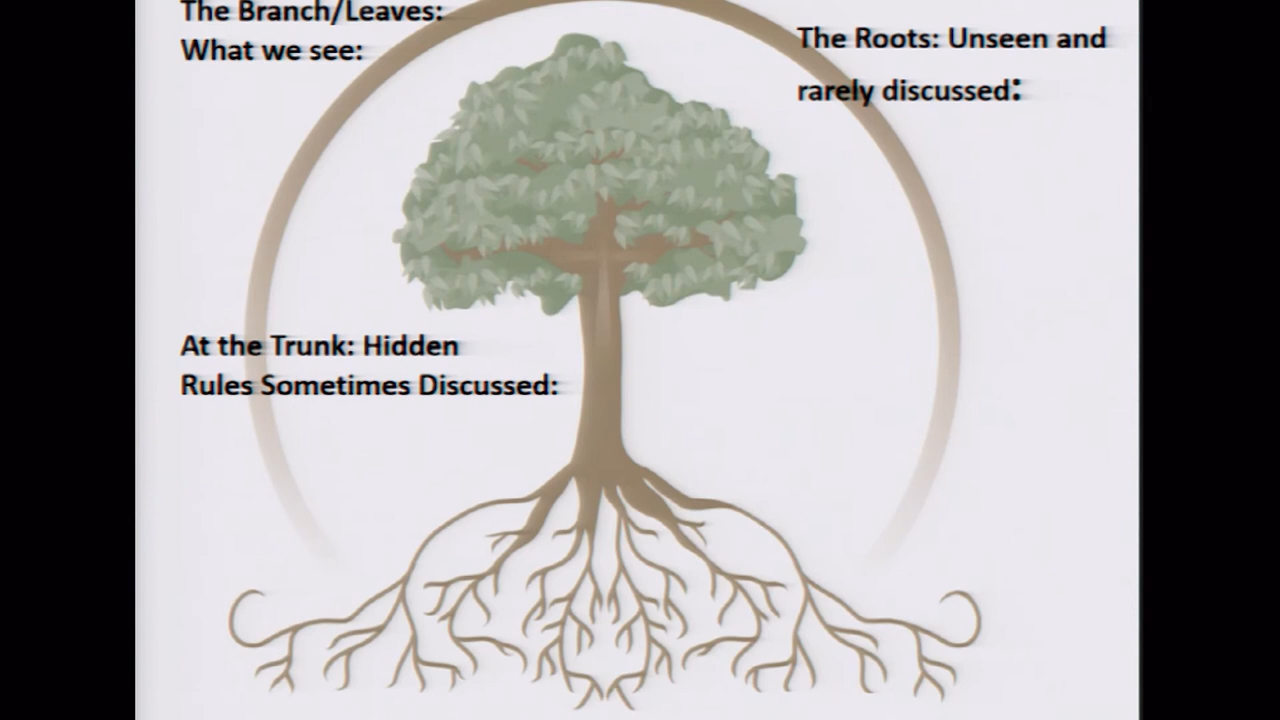 The Branch/Leaves:
What we see:
The Roots: Unseen and
rarely discussed:
At the Trunk: Hidden
Rules Sometimes Discussed: